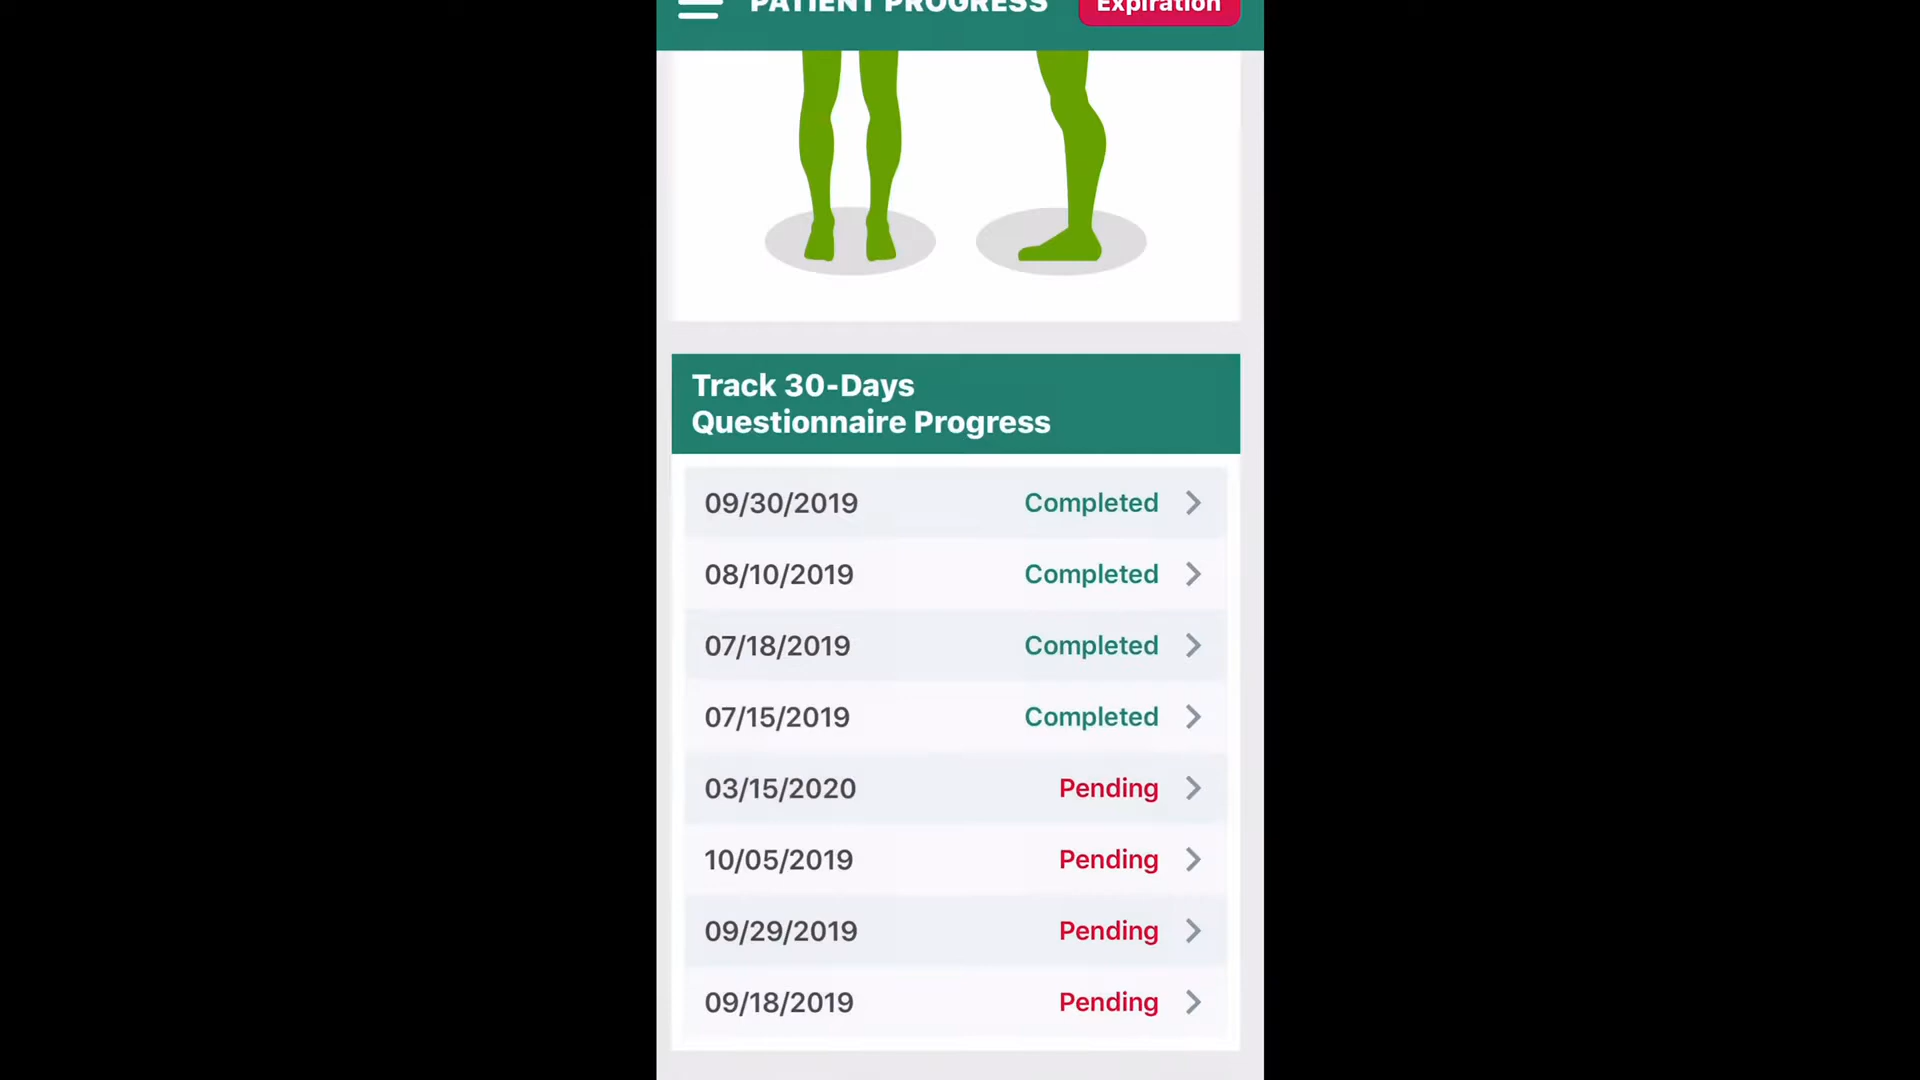 PATIENT PROGRESS
Expiration
Track 30-Days
Questionnaire Progress
09/30/2019 Completed
08/10/2019 Completed
07/18/2019 Completed
07/15/2019 Completed
03/15/2020 Pending
10/05/2019 Pending
09/29/2019 Pending
09/18/2019 Pending